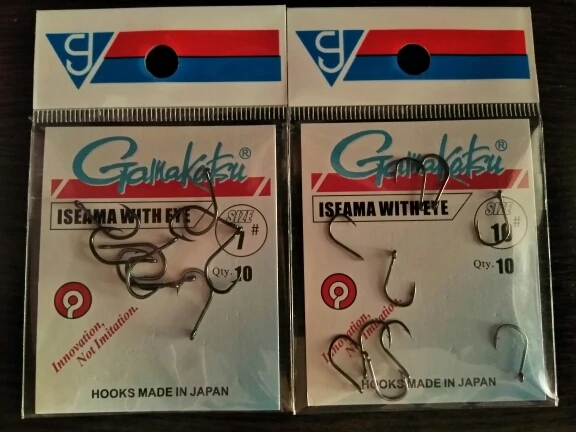 Gamakatsu®
ISEAMA WITH EYE
SIZE
7#
Qty. 10
Innovation,
Not Imitation.
HOOKS MADE IN JAPAN
Gamakatsu®
ISEAMA WITH EYE
SIZE
10#
Qty. 10
Innovation,
Not Imitation.
HOOKS MADE IN JAPAN